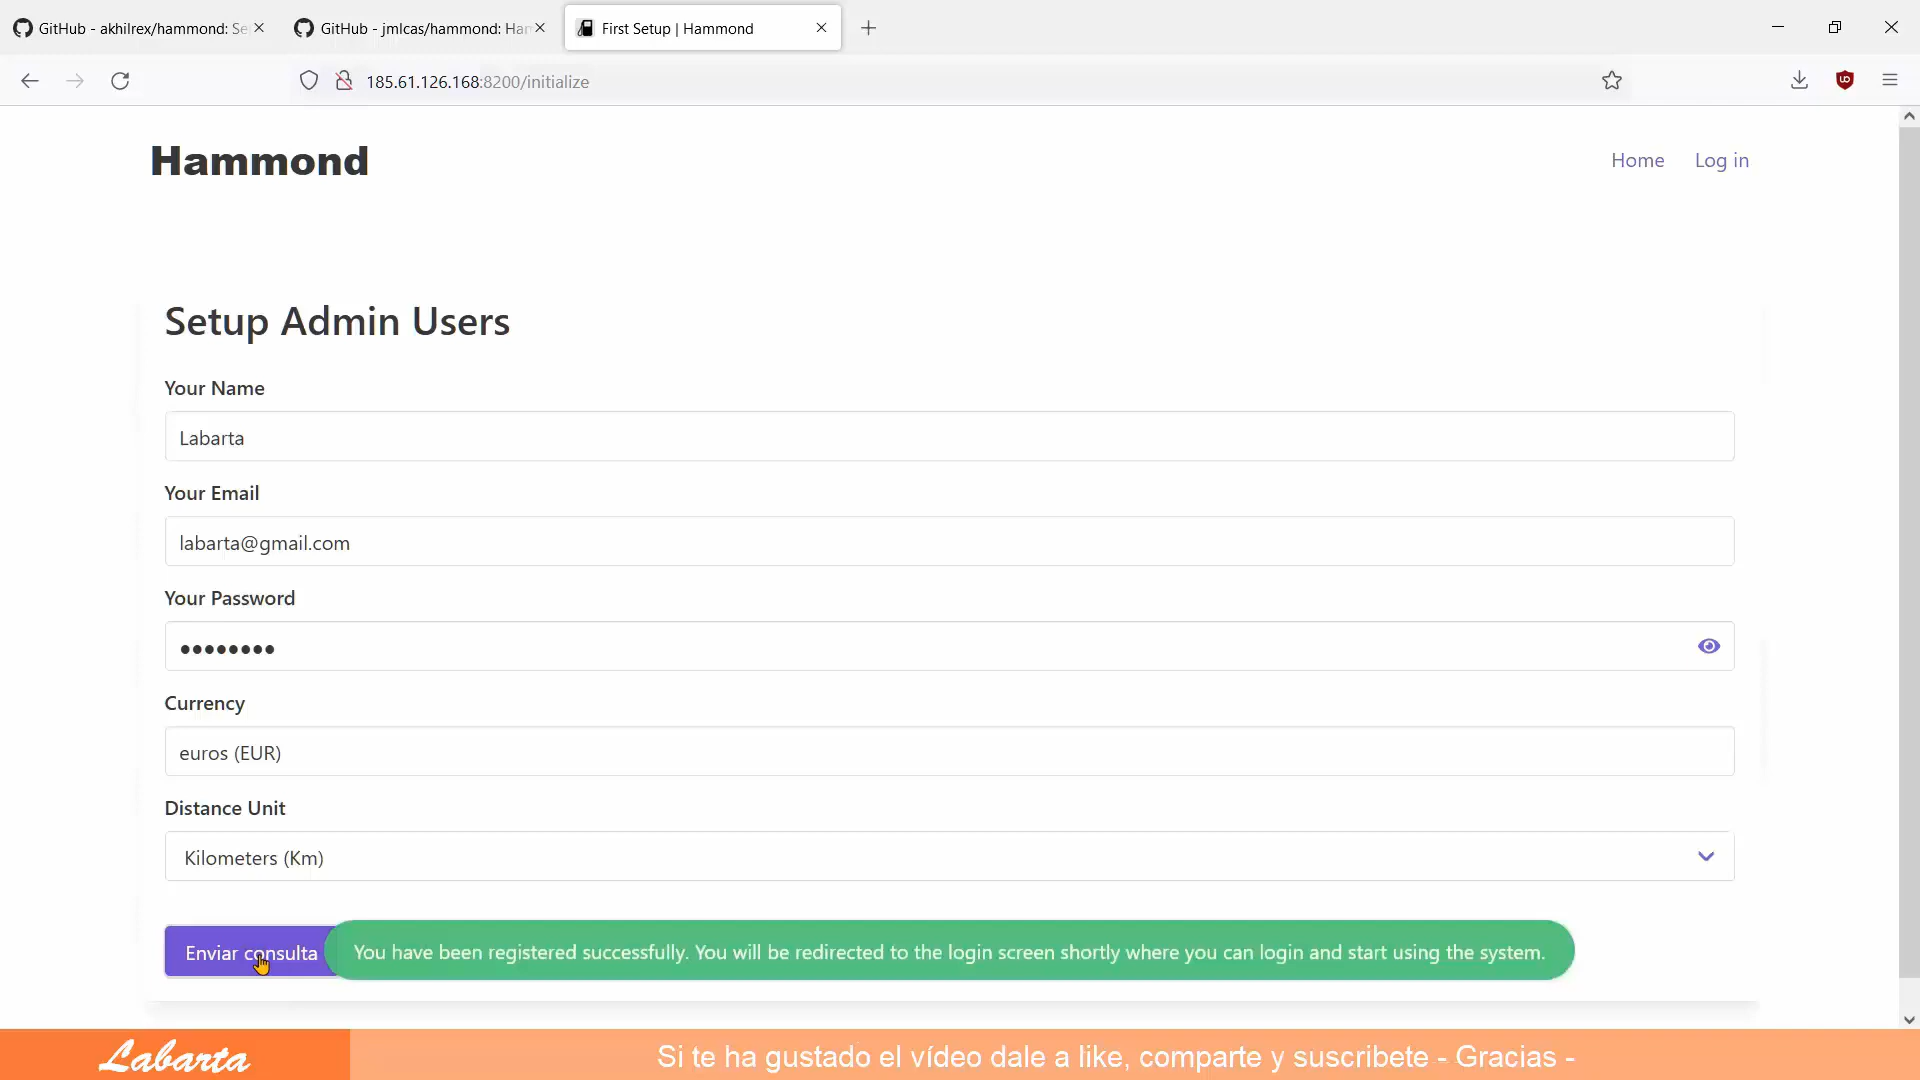 GitHub - akhilrex/hammond: Se
GitHub - jmlcas/hammond: Han
First Setup | Hammond
185.61.126.168:8200/initialize
Hammond
Home
Log in
Setup Admin Users
Your Name
Labarta
Your Email
labarta@gmail.com
Your Password
Currency
euros (EUR)
Distance Unit
Kilometers (Km)
Enviar consulta
You have been registered successfully. You will be redirected to the login screen shortly where you can login and start using the system.
Labarta
Si te ha gustado el vídeo dale a like, comparte y suscribete - Gracias -